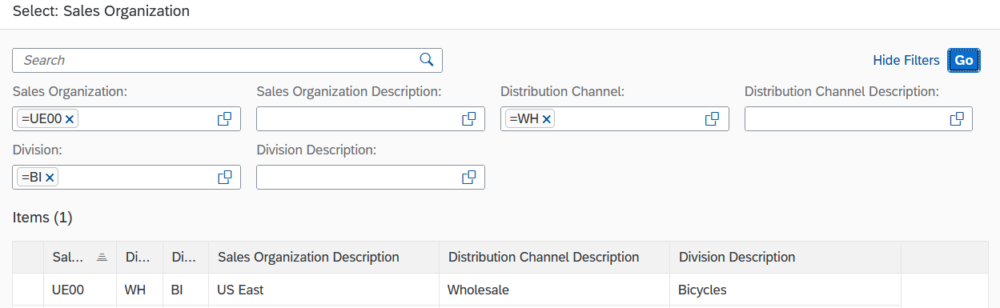 Select: Sales Organization
Search
Hide Filters Go
Sales Organization: Sales Organization Description: Distribution Channel: Distribution Channel Description:
=UE00 =WH
Division: Division Description:
=BI
Items (1)
Sal... Di... Di... Sales Organization Description Distribution Channel Description Division Description
UE00 WH BI US East Wholesale Bicycles